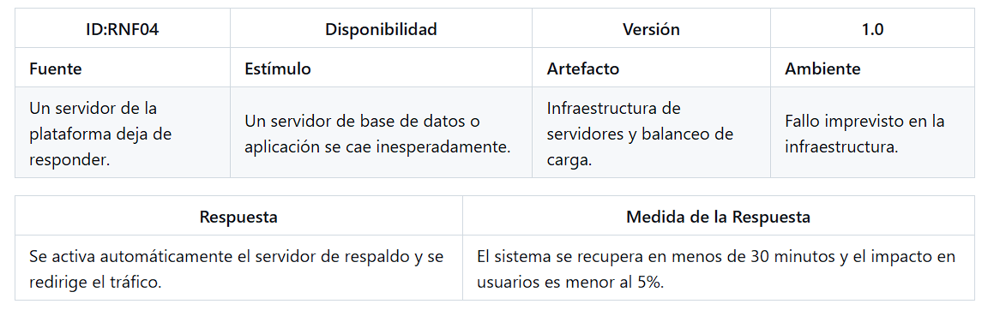 ID:RNF04 Disponibilidad Versión 1.0
Fuente Estímulo Artefacto Ambiente
Un servidor de la
plataforma deja de
responder.
Un servidor de base de datos o
aplicación se cae inesperadamente.
Infraestructura de
servidores y balanceo de
carga.
Fallo imprevisto en la
infraestructura.
Respuesta Medida de la Respuesta
Se activa automáticamente el servidor de respaldo y se
redirige el tráfico.
El sistema se recupera en menos de 30 minutos y el impacto en
usuarios es menor al 5%.